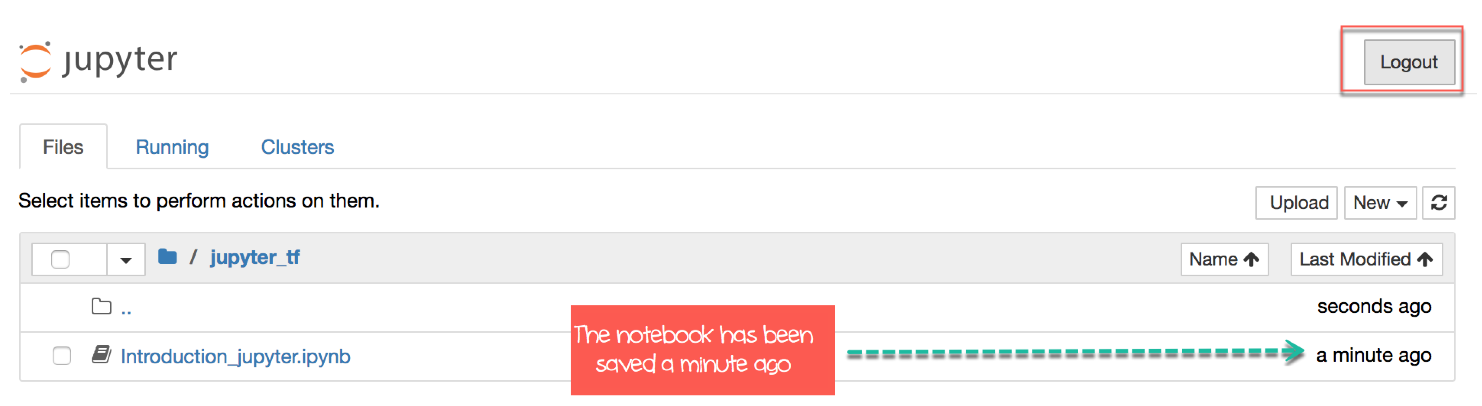 jupyter
Logout
Files Running Clusters
Select items to perform actions on them.
Upload New
/ jupyter_tf
Name Last Modified
..
seconds ago
The notebook has been
saved a minute ago
Introduction_jupyter.ipynb
a minute ago